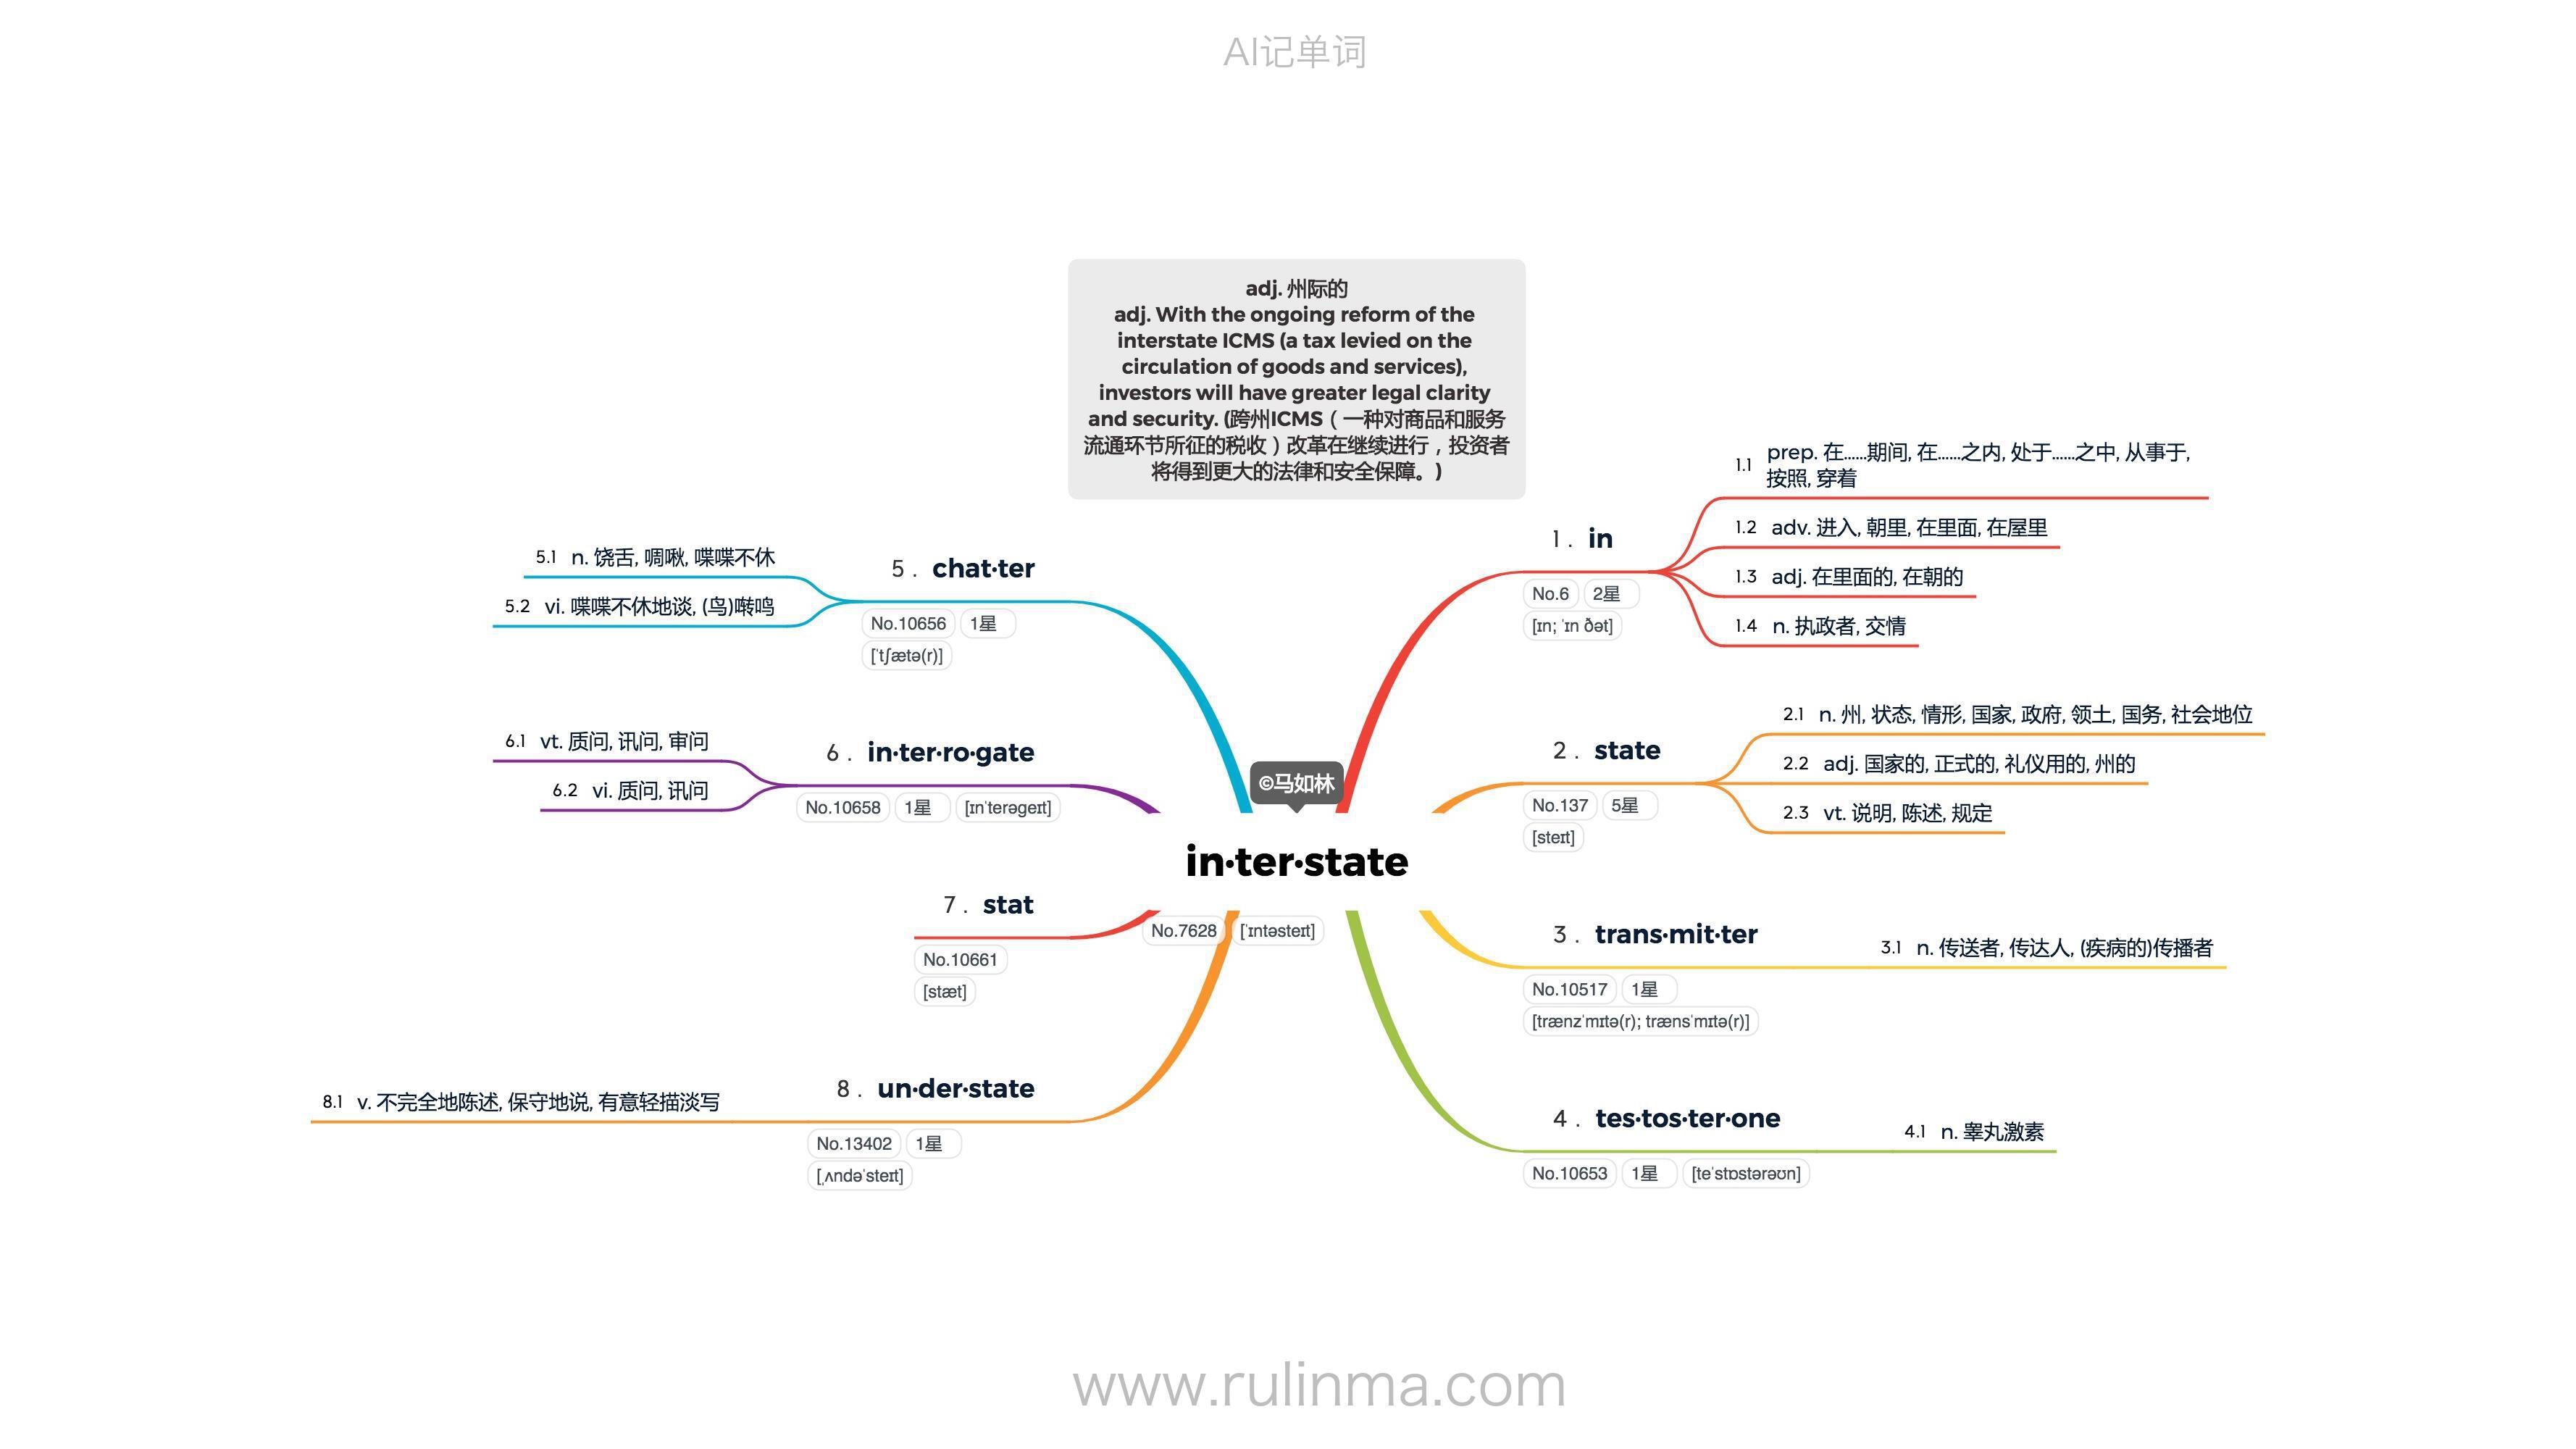 AI记单词
adj. 州际的
adj. With the ongoing reform of the
interstate ICMS (a tax levied on the
circulation of goods and services),
investors will have greater legal clarity
and security. (跨州ICMS（一种对商品和服务
流通环节所征的税收）改革在继续进行，投资者
将得到更大的法律和安全保障。)
©马如林
in·ter·state
No.7628 [ˈɪntəsteɪt]
1. in
No.6 2星
[ɪn; ˈɪn ðət]
1.1 prep. 在……期间, 在……之内, 处于……之中, 从事于,
按照, 穿着
1.2 adv. 进入, 朝里, 在里面, 在屋里
1.3 adj. 在里面的, 在朝的
1.4 n. 执政者, 交情
2. state
No.137 5星
[steɪt]
2.1 n. 州, 状态, 情形, 国家, 政府, 领土, 国务, 社会地位
2.2 adj. 国家的, 正式的, 礼仪用的, 州的
2.3 vt. 说明, 陈述, 规定
3. trans·mit·ter
No.10517 1星
[trænzˈmɪtə(r); trænsˈmɪtə(r)]
3.1 n. 传送者, 传达人, (疾病的)传播者
4. tes·tos·ter·one
No.10653 1星 [teˈstɒstərəʊn]
4.1 n. 睾丸激素
5. chat·ter
No.10656 1星
[ˈtʃætə(r)]
5.1 n. 饶舌, 啁啾, 喋喋不休
5.2 vi. 喋喋不休地谈, (鸟)啭鸣
6. in·ter·ro·gate
No.10658 1星 [ɪnˈterəgeɪt]
6.1 vt. 质问, 讯问, 审问
6.2 vi. 质问, 讯问
7. stat
No.10661
[stæt]
8. un·der·state
No.13402 1星
[ˌʌndəˈsteɪt]
8.1 v. 不完全地陈述, 保守地说, 有意轻描淡写
www.rulinma.com